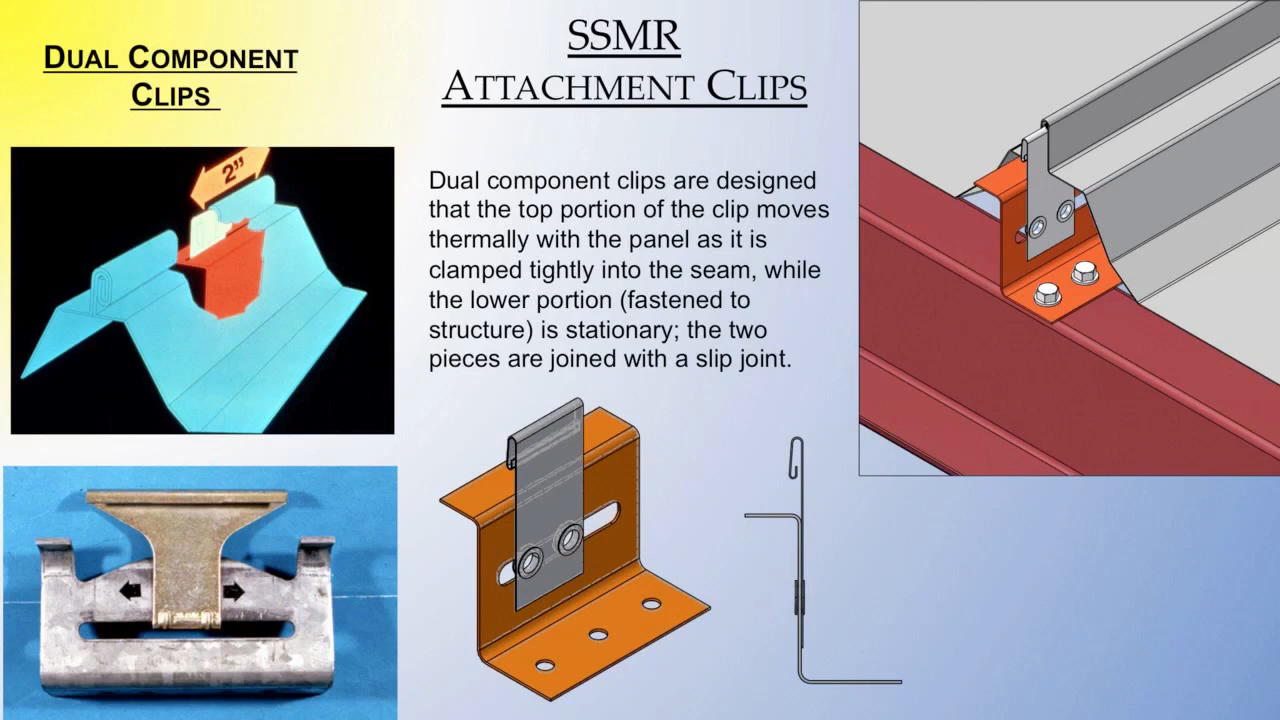 DUAL COMPONENT
CLIPS
SSMR
ATTACHMENT CLIPS
2”
Dual component clips are designed
that the top portion of the clip moves
thermally with the panel as it is
clamped tightly into the seam, while
the lower portion (fastened to
structure) is stationary; the two
pieces are joined with a slip joint.